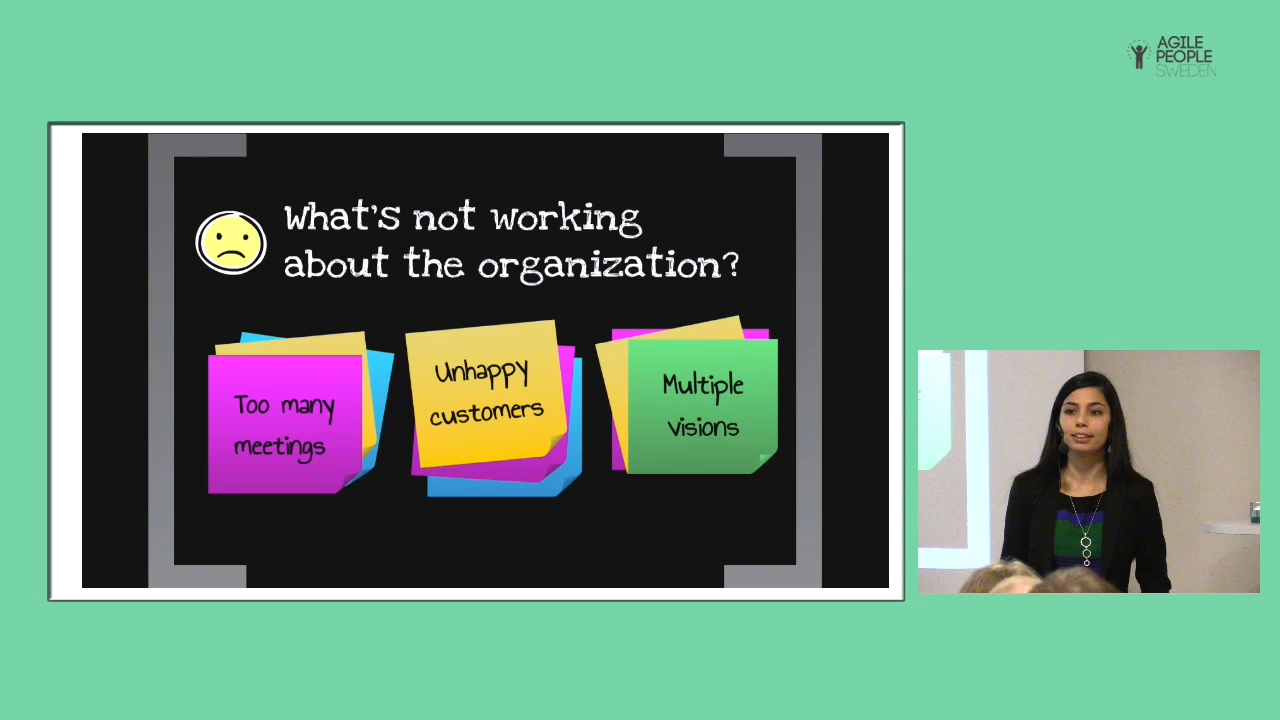 AGILE
PEOPLE
SWEDEN
What's not working
about the organization?
Too many
meetings
Unhappy
customers
Multiple
visions